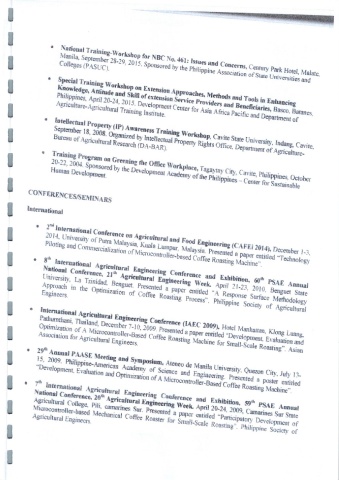 • National Training-Workshop for NBC No. 461: Issues and Concerns, Century Park Hotel, Malate,
Manila, September 28-29, 2015. Sponsored by the Philippine Association of State Universities and
Colleges (PASUC).
• Special Training Workshop on Extension Approaches, Methods and Tools in Enhancing
Knowledge, Attitude and Skill of extension Service Providers and Beneficiaries, Basco, Batanes,
Philippines, April 20-24, 2015. Development Center for Asia Africa Pacific and Department of
Agriculture-Agricultural Training Institute.
• Intellectual Property (IP) Awareness Training Workshop, Cavite State University, Indang, Cavite,
September 18, 2008. Organized by Intellectual Property Rights Office, Department of Agriculture-
Bureau of Agricultural Research (DA-BAR).
• Training Program on Greening the Office Workplace, Tagaytay City, Cavite, Philippines, October
20-22, 2004. Sponsored by the Development Academy of the Philippines – Center for Sustainable
Human Development.
CONFERENCES/SEMINARS
International
• 2nd International Conference on Agricultural and Food Engineering (CAFEi 2014), December 1-3,
2014, University of Putra Malaysia, Kuala Lumpur, Malaysia. Presented a paper entitled "Technology
Piloting and Commercialization of Microcontroller-based Coffee Roasting Machine".
• 8th International Agricultural Engineering Conference and Exhibition, 60th PSAE Annual
National Conference, 21st Agricultural Engineering Week, April 21-23, 2010. Benguet State
University, La Trinidad, Benguet. Presented a paper entitled "A Response Surface Methodology
Approach in the Optimization of Coffee Roasting Process". Philippine Society of Agricultural
Engineers.
• International Agricultural Engineering Conference (IAEC 2009), Hotel Manhattan, Klong Luang,
Pathumthani, Thailand, December 7-10, 2009. Presented a paper entitled "Development, Evaluation and
Optimization of A Microcontroller-Based Coffee Roasting Machine for Small-Scale Roasting". Asian
Association for Agricultural Engineers.
• 29th Annual PAASE Meeting and Symposium, Ateneo de Manila University, Quezon City, July 13-
15, 2009. Philippine-American Academy of Science and Engineering. Presented a poster entitled
"Development, Evaluation and Optimization of A Microcontroller-Based Coffee Roasting Machine".
• 7th International Agricultural Engineering Conference and Exhibition, 59th PSAE Annual
National Conference, 20th Agricultural Engineering Week, April 20-24, 2009, Camarines Sur State
Agricultural College, Pili, camarines Sur. Presented a paper entitled "Participatory Development of
Microcontroller-based Mechanical Coffee Roaster for Small-Scale Roasting". Philippine Society of
Agricultural Engineers.